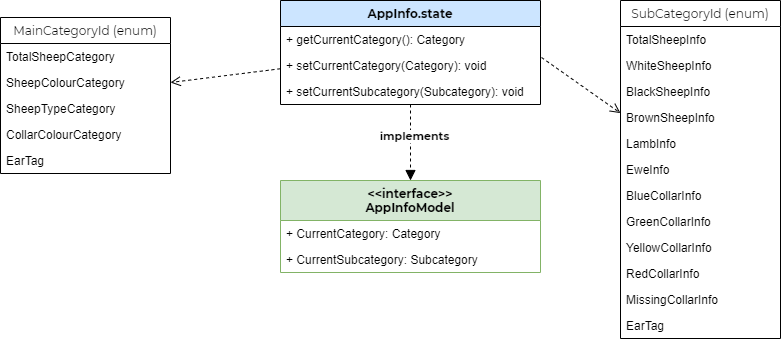 MainCategoryId (enum)
TotalSheepCategory
SheepColourCategory
SheepTypeCategory
CollarColourCategory
EarTag
AppInfo.state
+ getCurrentCategory(): Category
+ setCurrentCategory(Category): void
+ setCurrentSubcategory(Subcategory): void
implements
<<interface>>
AppInfoModel
+ CurrentCategory: Category
+ CurrentSubcategory: Subcategory
SubCategoryId (enum)
TotalSheepInfo
WhiteSheepInfo
BlackSheepInfo
BrownSheepInfo
LambInfo
EweInfo
BlueCollarInfo
GreenCollarInfo
YellowCollarInfo
RedCollarInfo
MissingCollarInfo
EarTag